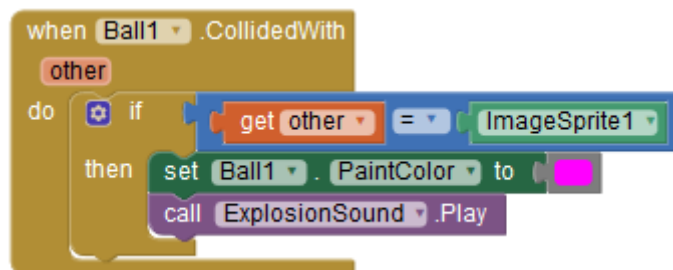 when Ball1 .CollidedWith
other
do if get other = ImageSprite1
then set Ball1 . PaintColor to
call ExplosionSound .Play